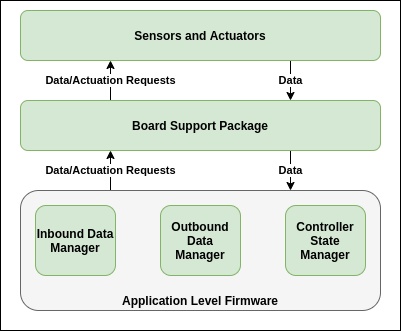 Sensors and Actuators
Data/Actuation Requests
Data
Board Support Package
Data/Actuation Requests
Data
Inbound Data
Manager
Outbound
Data
Manager
Controller
State
Manager
Application Level Firmware